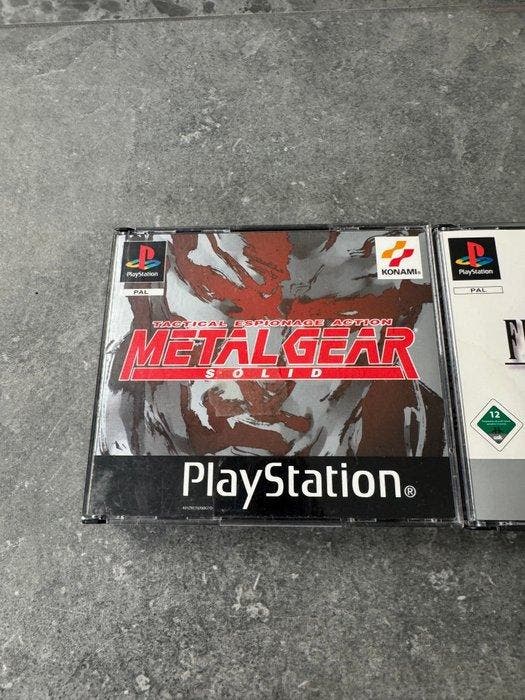 PlayStation
PAL
KONAMI®
TACTICAL ESPIONAGE ACTION
METAL GEAR
SOLID
PlayStation®
PlayStation
PAL
F
12